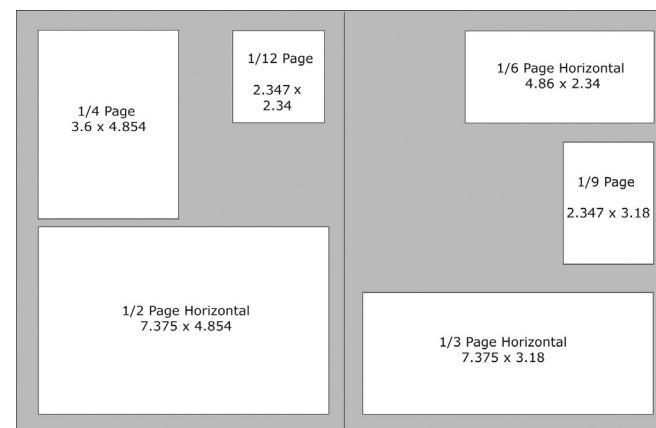 1/4 Page
3.6 x 4.854
1/12 Page
2.347 x
2.34
1/2 Page Horizontal
7.375 x 4.854
1/6 Page Horizontal
4.86 x 2.34
1/9 Page
2.347 x 3.18
1/3 Page Horizontal
7.375 x 3.18